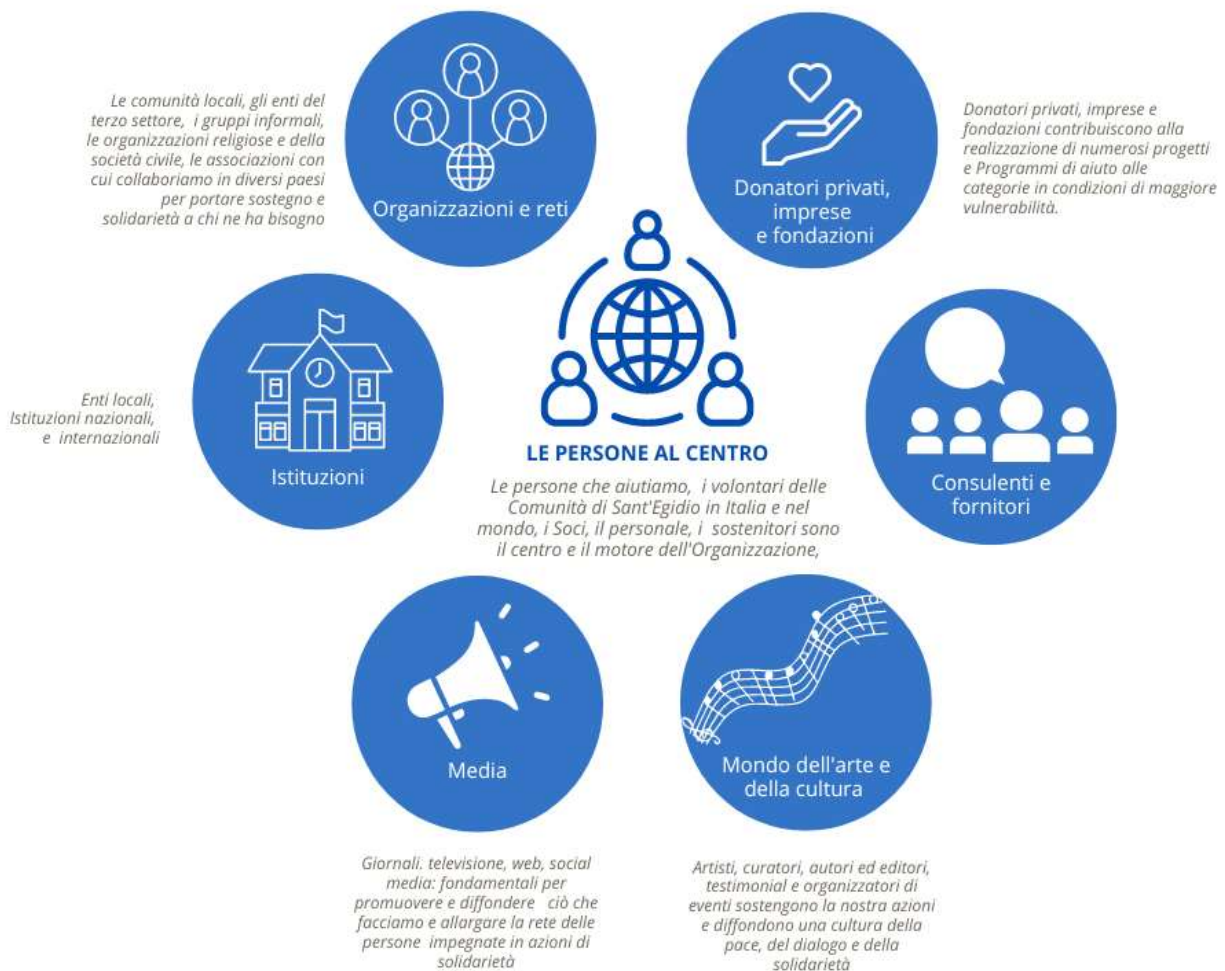 Le comunità locali, gli enti del
terzo settore, i gruppi informali,
le organizzazioni religiose e della
società civile, le associazioni con
cui collaboriamo in diversi paesi
per portare sostegno e
solidarietà a chi ne ha bisogno
Organizzazioni e reti
Donatori privati,
imprese
e fondazioni
Donatori privati, imprese e
fondazioni contribuiscono alla
realizzazione di numerosi progetti
e Programmi di aiuto alle
categorie in condizioni di maggiore
vulnerabilità.
Enti locali,
Istituzioni nazionali,
e internazionali
Istituzioni
LE PERSONE AL CENTRO
Le persone che aiutiamo, i volontari delle
Comunità di Sant'Egidio in Italia e nel
mondo, i Soci, il personale, i sostenitori sono
il centro e il motore dell'Organizzazione,
Consulenti e
fornitori
Media
Giornali. televisione, web, social
media: fondamentali per
promuovere e diffondere ciò che
facciamo e allargare la rete delle
persone impegnate in azioni di
solidarietà
Mondo dell'arte e
della cultura
Artisti, curatori, autori ed editori,
testimonial e organizzatori di
eventi sostengono la nostra azioni
e diffondono una cultura della
pace, del dialogo e della
solidarietà